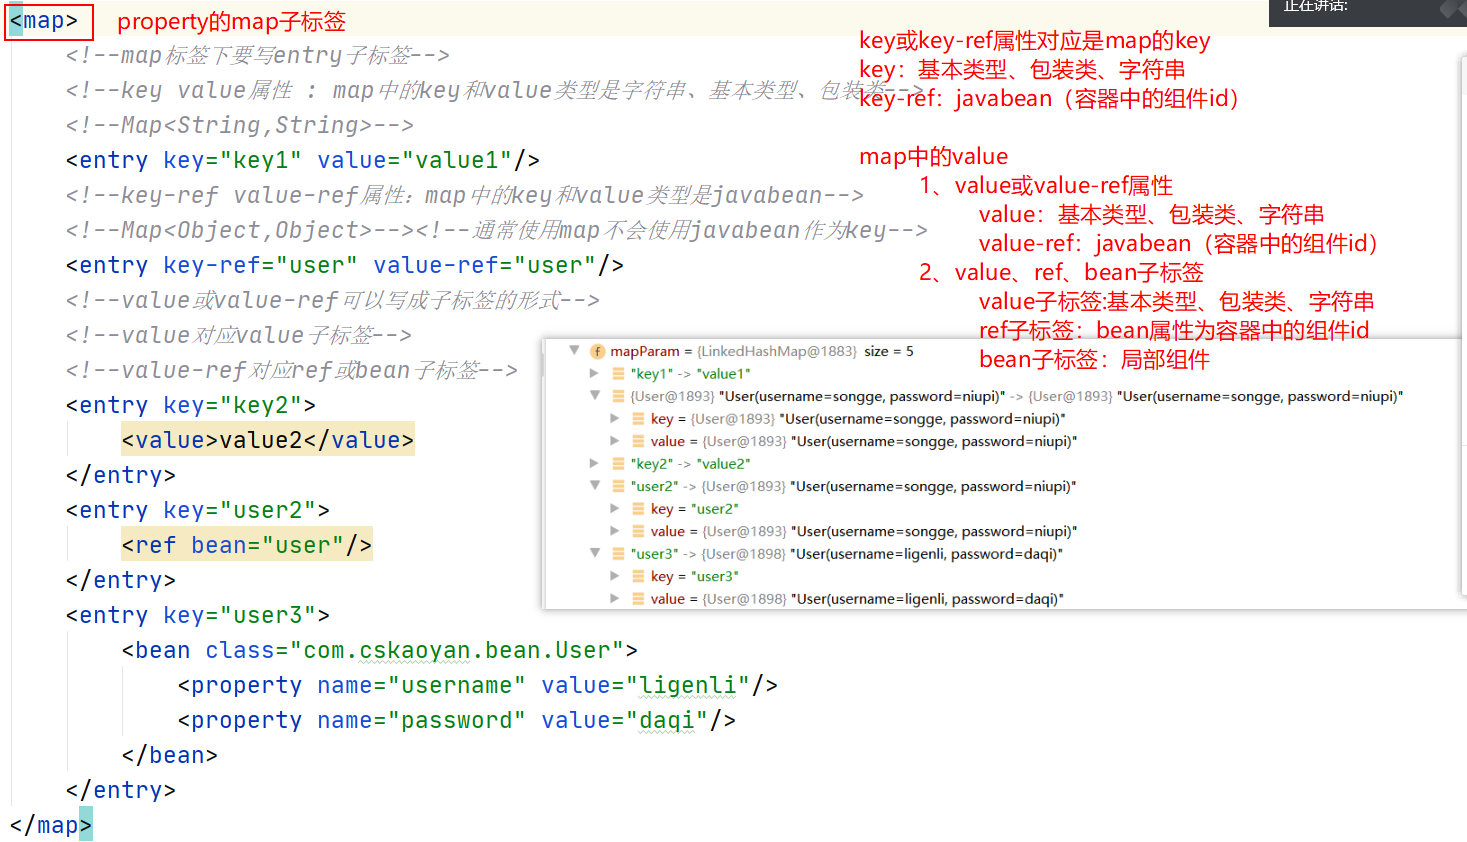 <map>
property的map子标签
正在讲话:
<!--map标签下要写entry子标签-->
<!--key value属性 : map中的key和value类型是字符串、基本类型、包装类-->
<!--Map<String,String>-->
<entry key="key1" value="value1"/>
<!--key-ref value-ref属性：map中的key和value类型是javabean-->
<!--Map<Object,Object>--><!--通常使用map不会使用javabean作为key-->
<entry key-ref="user" value-ref="user"/>
<!--value或value-ref可以写成子标签的形式-->
<!--value对应value子标签-->
<!--value-ref对应ref或bean子标签-->
<entry key="key2">
<value>value2</value>
</entry>
<entry key="user2">
<ref bean="user"/>
</entry>
<entry key="user3">
<bean class="com.cskaoyan.bean.User">
<property name="username" value="ligenli"/>
<property name="password" value="daqi"/>
</bean>
</entry>
</map>
key或key-ref属性对应是map的key
key：基本类型、包装类、字符串
key-ref：javabean（容器中的组件id）
map中的value
1、value或value-ref属性
value：基本类型、包装类、字符串
value-ref：javabean（容器中的组件id）
2、value、ref、bean子标签
value子标签:基本类型、包装类、字符串
ref子标签：bean属性为容器中的组件id
bean子标签：局部组件
f mapParam = {LinkedHashMap@1883} size = 5
"key1" -> "value1"
{User@1893} "User(username=songge, password=niupi)" -> {User@1893} "User(username=songge, password=niupi)"
key = {User@1893} "User(username=songge, password=niupi)"
value = {User@1893} "User(username=songge, password=niupi)"
"key2" -> "value2"
"user2" -> {User@1893} "User(username=songge, password=niupi)"
key = "user2"
value = {User@1893} "User(username=songge, password=niupi)"
"user3" -> {User@1898} "User(username=ligenli, password=daqi)"
key = "user3"
value = {User@1898} "User(username=ligenli, password=daqi)"